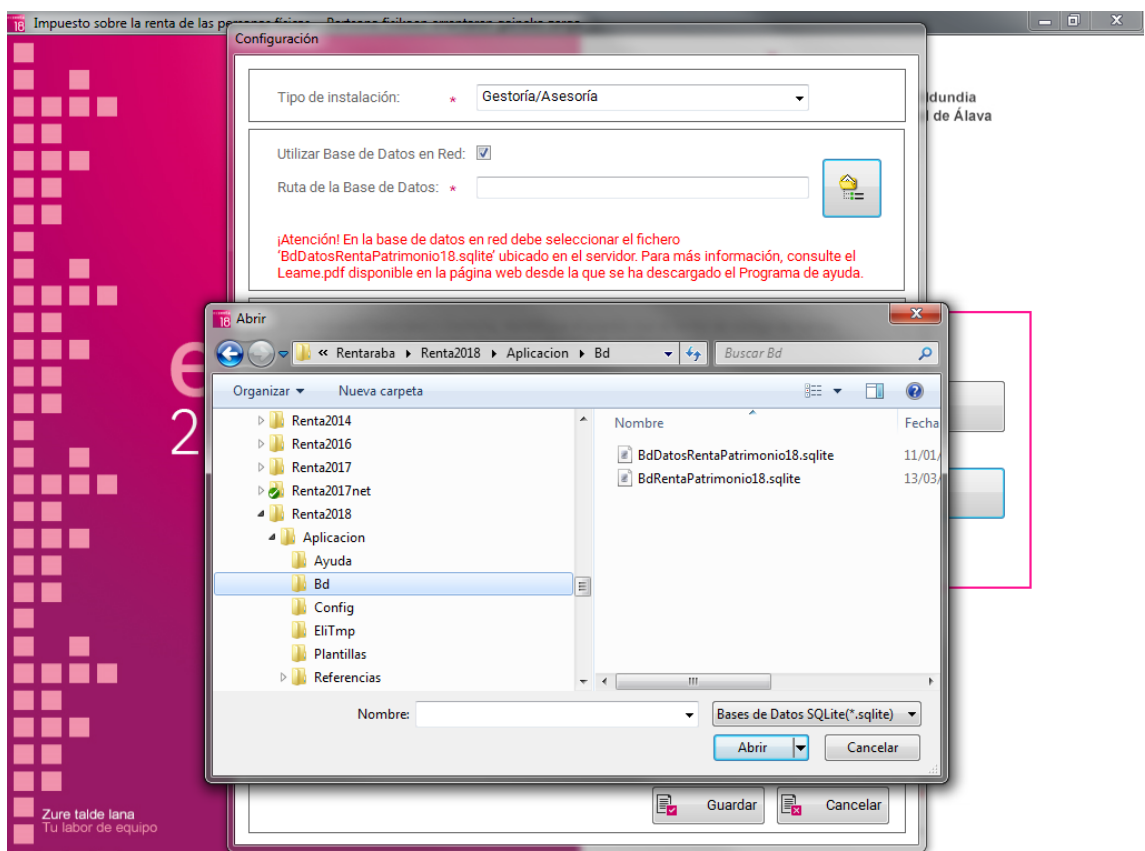 18 Impuesto sobre la renta de las
Configuración
Tipo de instalación: * Gestoría/Asesoría
Utilizar Base de Datos en Red:
Ruta de la Base de Datos: *
¡Atención! En la base de datos en red debe seleccionar el fichero
'BdDatosRentaPatrimonio18.sqlite' ubicado en el servidor. Para más información, consulte el
Leame.pdf disponible en la página web desde la que se ha descargado el Programa de ayuda.
ldundia
l de Álava
18 Abrir
« Rentaraba Renta2018 Aplicacion Bd
Buscar Bd
Organizar
Nueva carpeta
Renta2014
Renta2016
Renta2017
Renta2017net
Renta2018
Aplicacion
Ayuda
Bd
Config
EliTmp
Plantillas
Referencias
Nombre
Fecha
BdDatosRentaPatrimonio18.sqlite 11/01/
BdRentaPatrimonio18.sqlite 13/03/
Nombre:
Bases de Datos SQLite(*.sqlite)
Abrir
Cancelar
e
2
Guardar
Cancelar
Zure talde lana
Tu labor de equipo